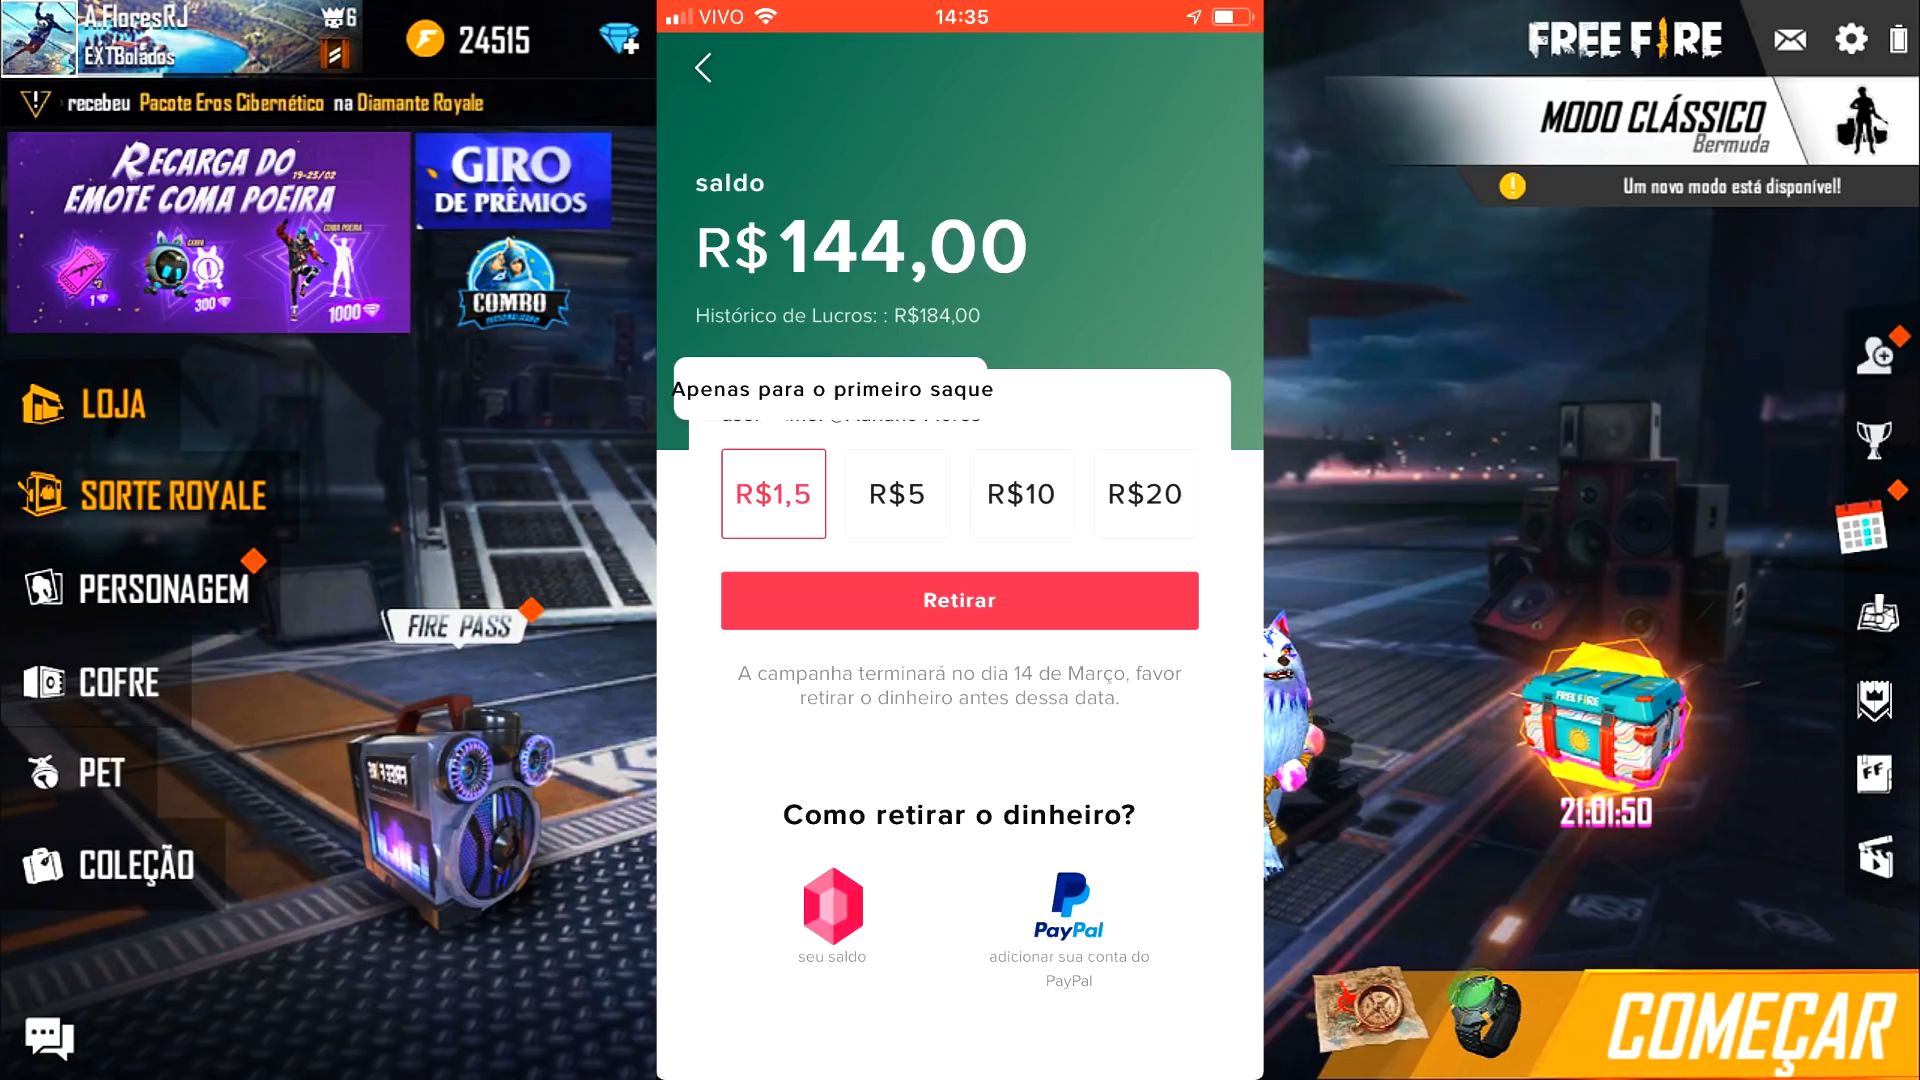 A.FloresRJ
EXTBolados
6
24515
recebeu Pacote Eros Cibernético na Diamante Royale
RECARGA DO
19-23/02
EMOTE COMA POEIRA
COMA POEIRA
1
300
1000
GIRO
DE PRÊMIOS
COMBO
LOJA
SORTE ROYALE
PERSONAGEM
FIRE PASS
COFRE
PET
COLEÇÃO
VIVO
14:35
saldo
R$ 144,00
Histórico de Lucros: : R$184,00
Apenas para o primeiro saque
R$1,5
R$5
R$10
R$20
Retirar
A campanha terminará no dia 14 de Março, favor
retirar o dinheiro antes dessa data.
Como retirar o dinheiro?
PayPal
seu saldo
adicionar sua conta do
PayPal
FREE FIRE
MODO CLÁSSICO
Bermuda
Um novo modo está disponível!
FREE FIRE
21:01:50
FF
COMEÇAR